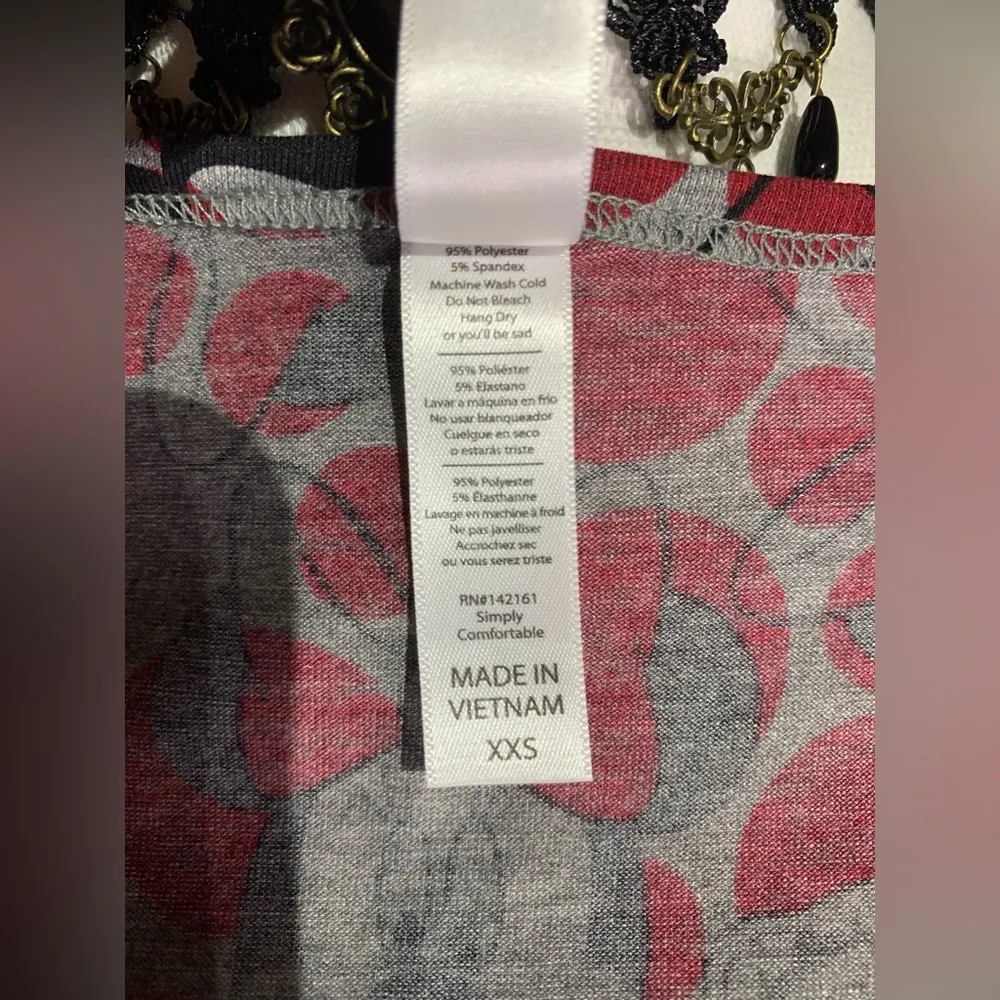 95% Polyester
5% Spandex
Machine Wash Cold
Do Not Bleach
Hang Dry
or you'll be sad
95% Poliéster
5% Elastano
Lavar a máquina en frío
No usar blanqueador
Cuelgue en seco
o estarás triste
95% Polyester
5% Élasthanne
Lavage en machine à froid
Ne pas javelliser
Accrochez sec
ou vous serez triste
RN#142161
Simply
Comfortable
MADE IN
VIETNAM
XXS